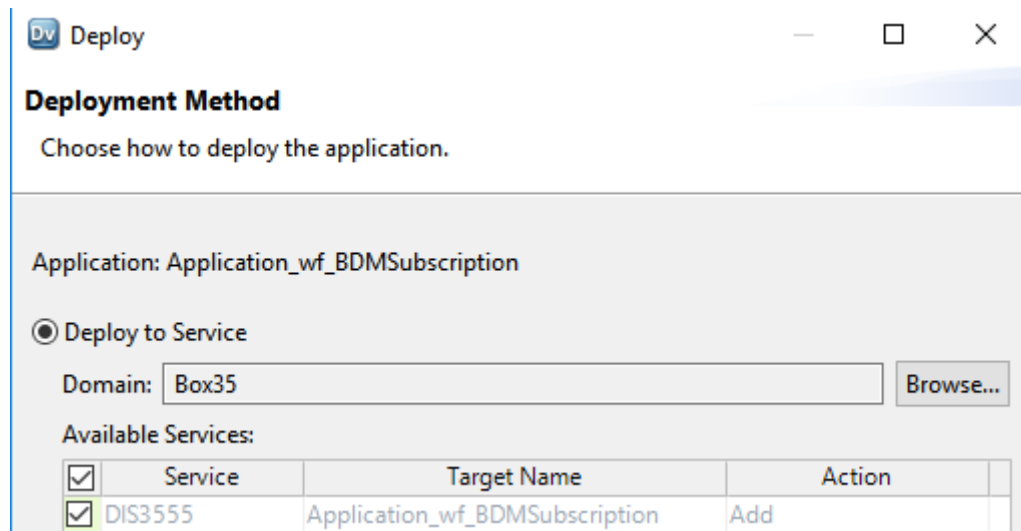 Dv Deploy
Deployment Method
Choose how to deploy the application.
Application: Application_wf_BDMSubscription
Deploy to Service
Domain: Box35 Browse...
Available Services:
Service Target Name Action
DIS3555 Application_wf_BDMSubscription Add